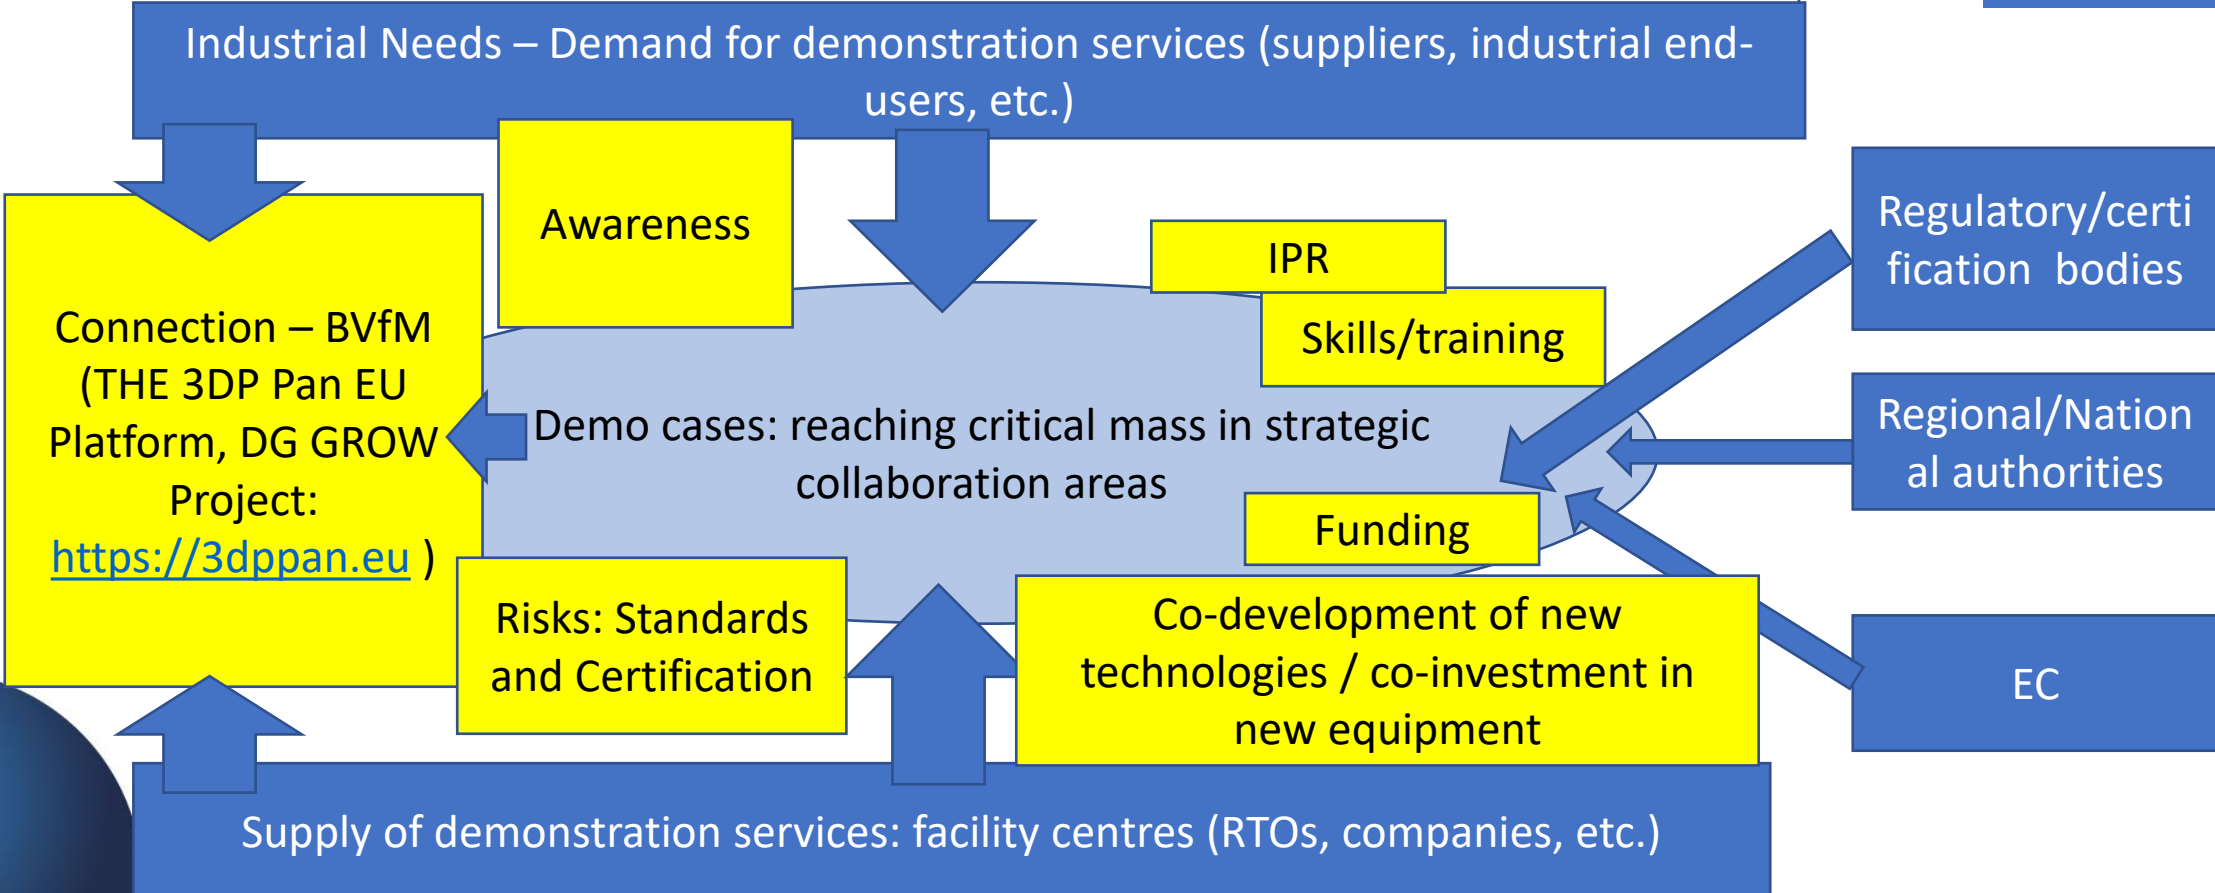 Industrial Needs – Demand for demonstration services (suppliers, industrial end-
users, etc.)
Awareness
IPR
Skills/training
Regulatory/certi
fication bodies
Connection – BVfM
(THE 3DP Pan EU
Platform, DG GROW
Project:
https://3dppan.eu )
Demo cases: reaching critical mass in strategic
collaboration areas
Regional/Nation
al authorities
Funding
Risks: Standards
and Certification
Co-development of new
technologies / co-investment in
new equipment
EC
Supply of demonstration services: facility centres (RTOs, companies, etc.)